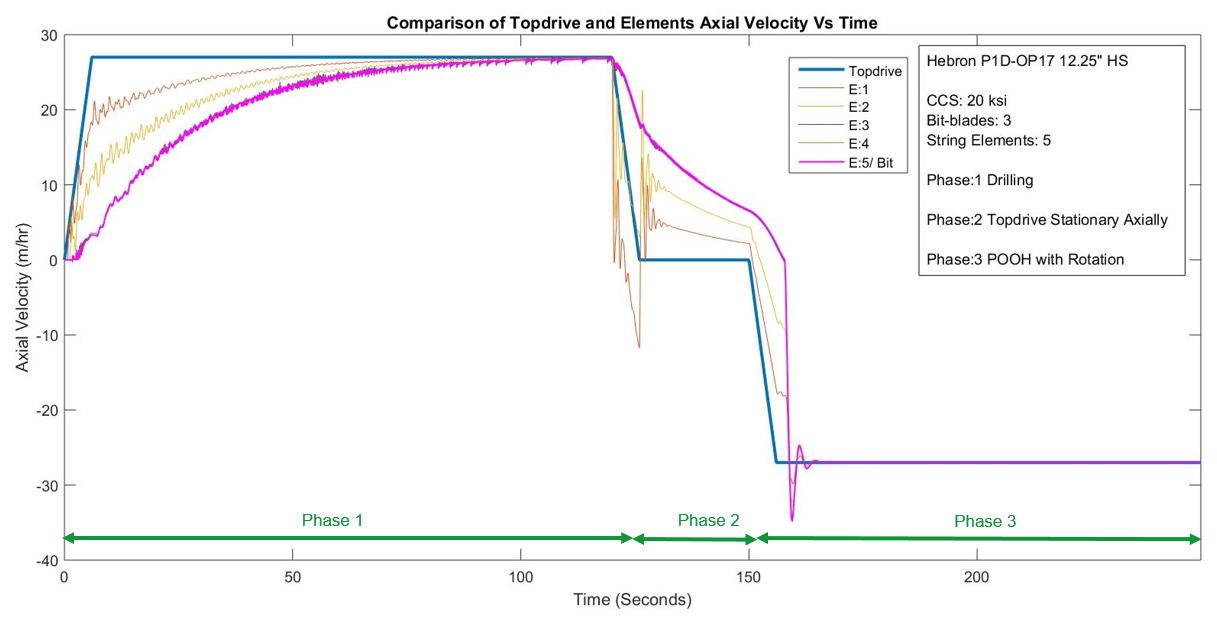 Comparison of Topdrive and Elements Axial Velocity Vs Time
30
20
10
0
-10
-20
-30
-40
Axial Velocity (m/hr)
Topdrive
E:1
E:2
E:3
E:4
E:5/ Bit
Hebron P1D-OP17 12.25" HS
CCS: 20 ksi
Bit-blades: 3
String Elements: 5
Phase:1 Drilling
Phase:2 Topdrive Stationary Axially
Phase:3 POOH with Rotation
Phase 1
Phase 2
Phase 3
0
50
100
150
200
Time (Seconds)